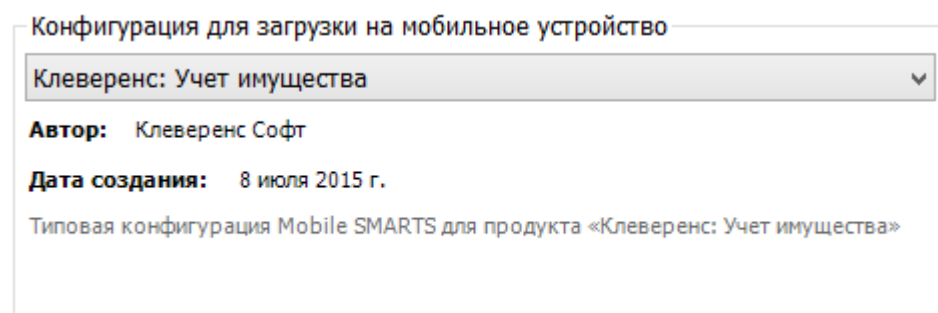 Конфигурация для загрузки на мобильное устройство
Клеверенс: Учет имущества
Автор: Клеверенс Софт
Дата создания: 8 июля 2015 г.
Типовая конфигурация Mobile SMARTS для продукта «Клеверенс: Учет имущества»